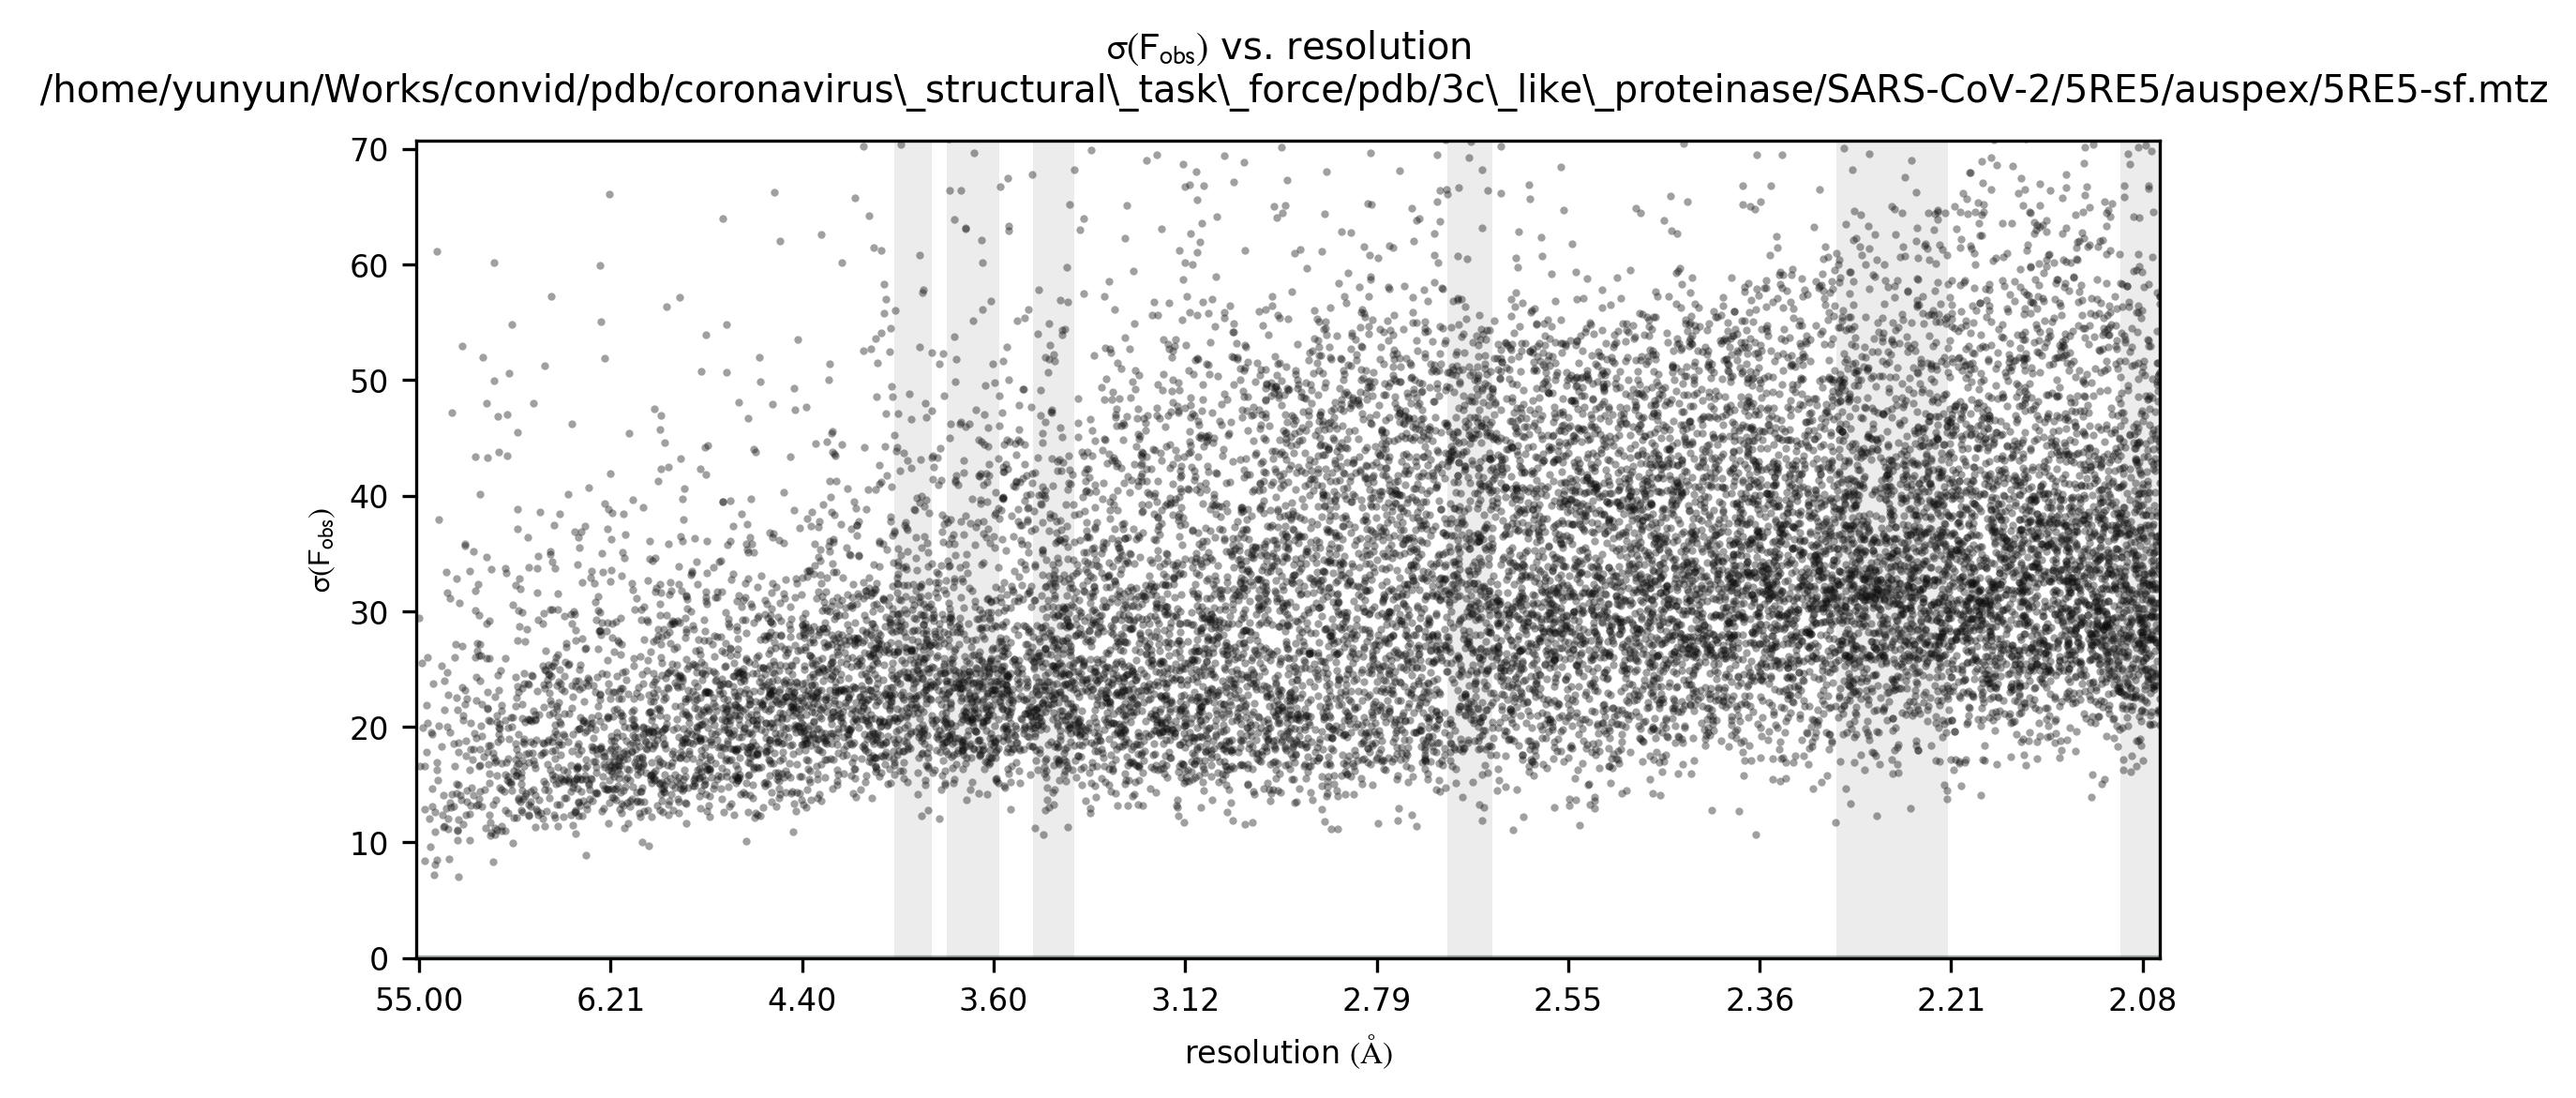 σ(Fobs) vs. resolution
/home/yunyun/Works/convid/pdb/coronavirus\_structural\_task\_force/pdb/3c\_like\_proteinase/SARS-CoV-2/5RE5/auspex/5RE5-sf.mtz
70
60
50
40
30
20
10
0
σ(Fobs)
55.00 6.21 4.40 3.60 3.12 2.79 2.55 2.36 2.21 2.08
resolution (Å)